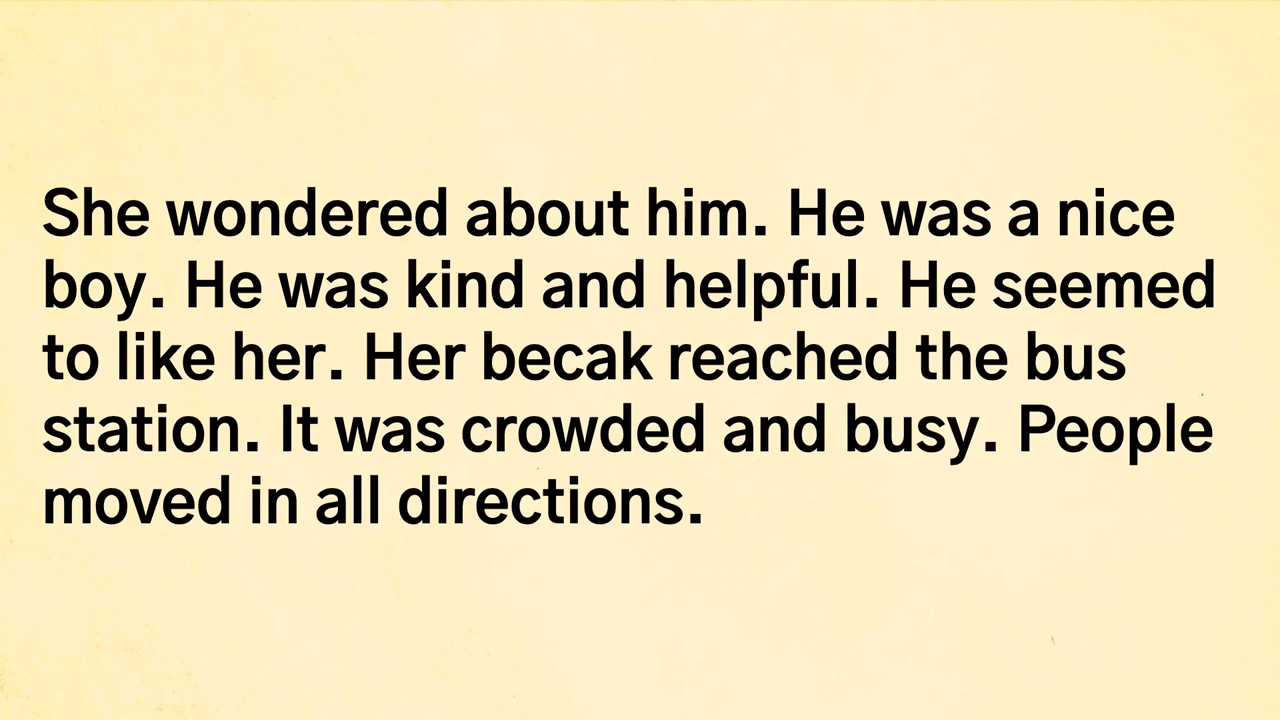 She wondered about him. He was a nice
boy. He was kind and helpful. He seemed
to like her. Her becak reached the bus
station. It was crowded and busy. People
moved in all directions.